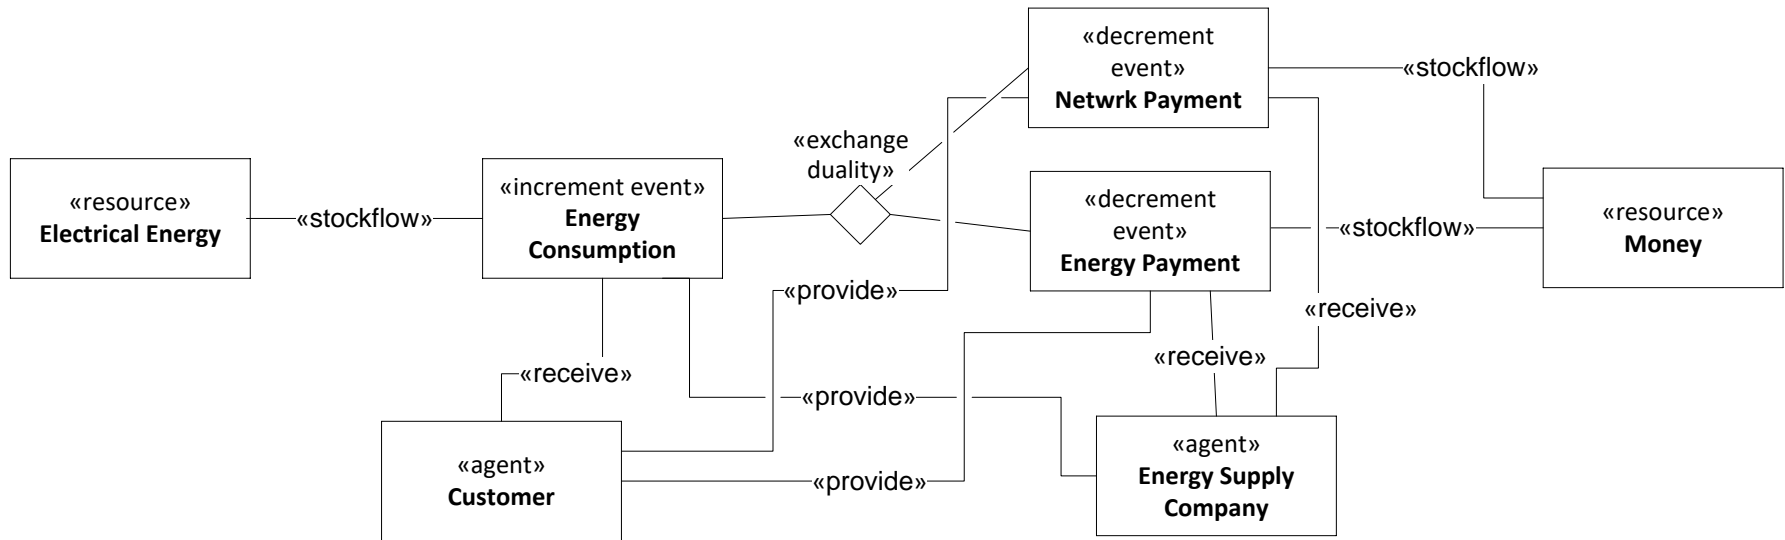 «decrement
event»
Netwrk Payment
«stockflow»
«exchange
duality»
«resource»
Electrical Energy
«stockflow»
«increment event»
Energy
Consumption
«decrement
event»
Energy Payment
«stockflow»
«resource»
Money
«provide»
«receive»
«receive»
«receive»
«provide»
«agent»
Customer
«provide»
«agent»
Energy Supply
Company